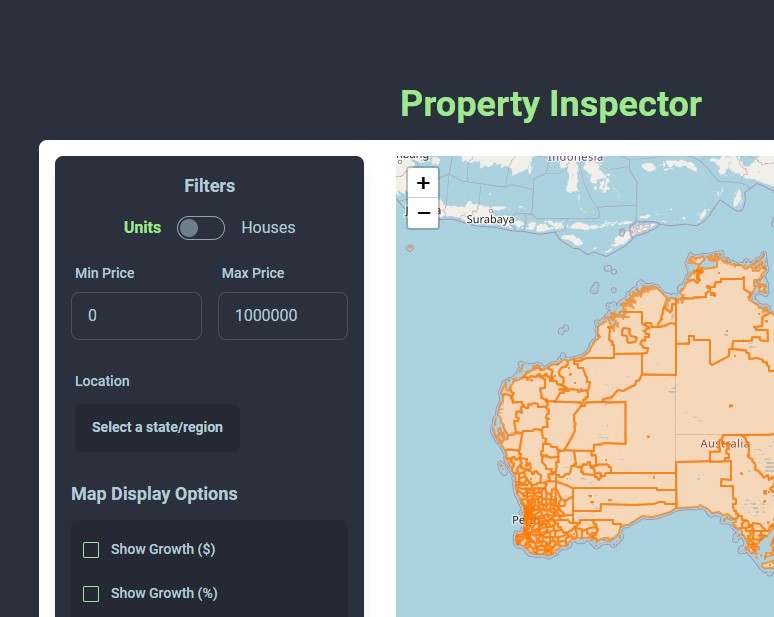 Property Inspector
Filters
Units
Houses
Min Price
Max Price
0
1000000
Location
Select a state/region
Map Display Options
Show Growth ($)
Show Growth (%)
+
−
Indonesia
Surabaya
Australia